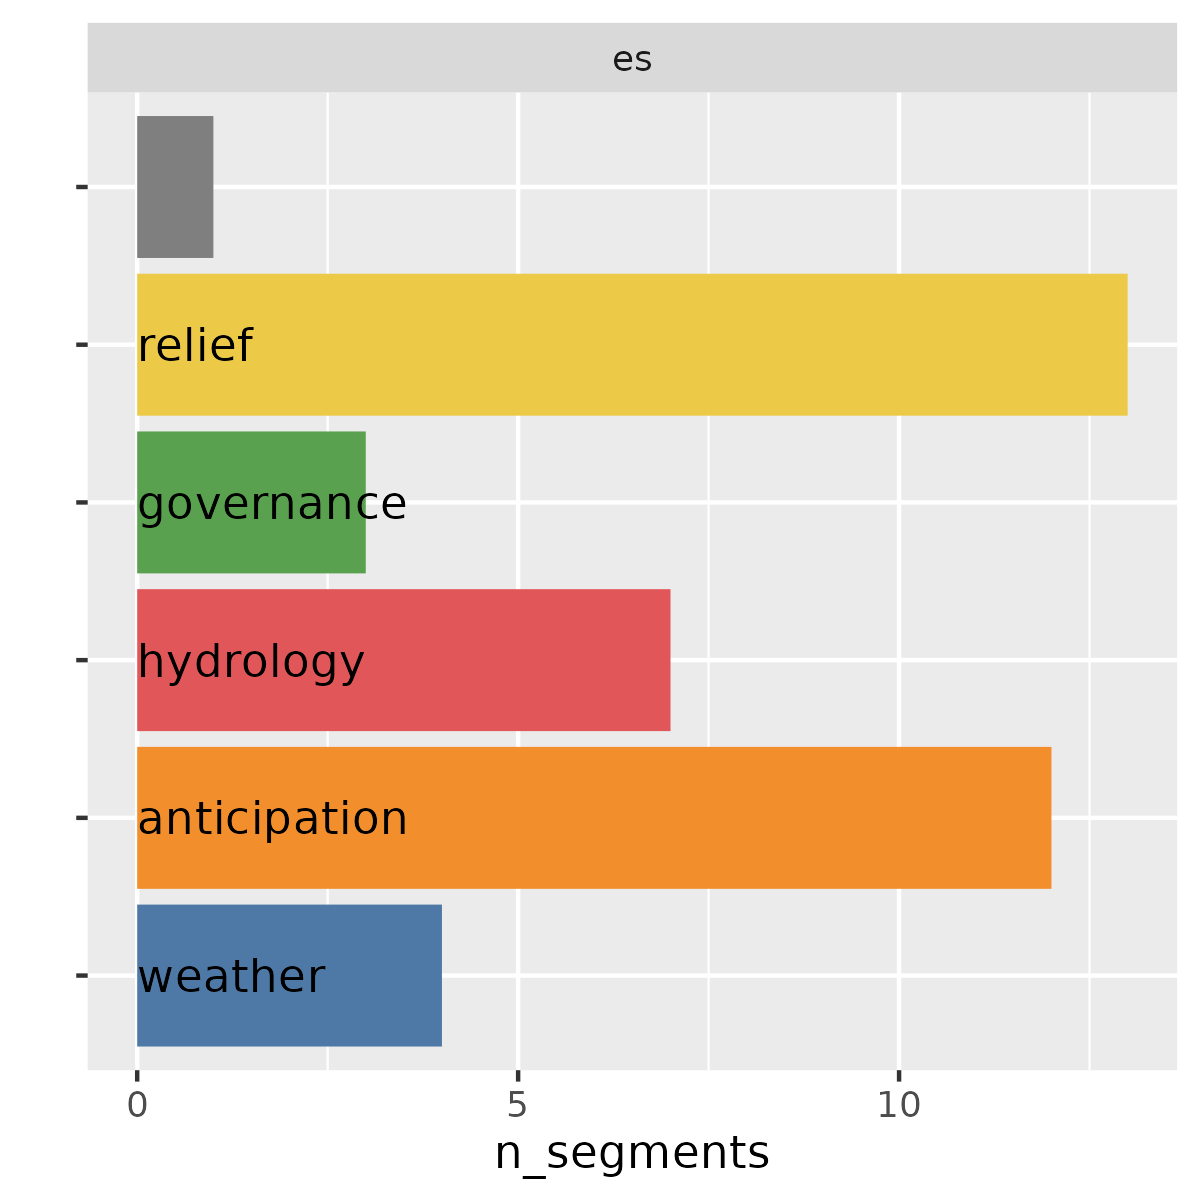 es
relief
governance
hydrology
anticipation
weather
0 5 10
n_segments